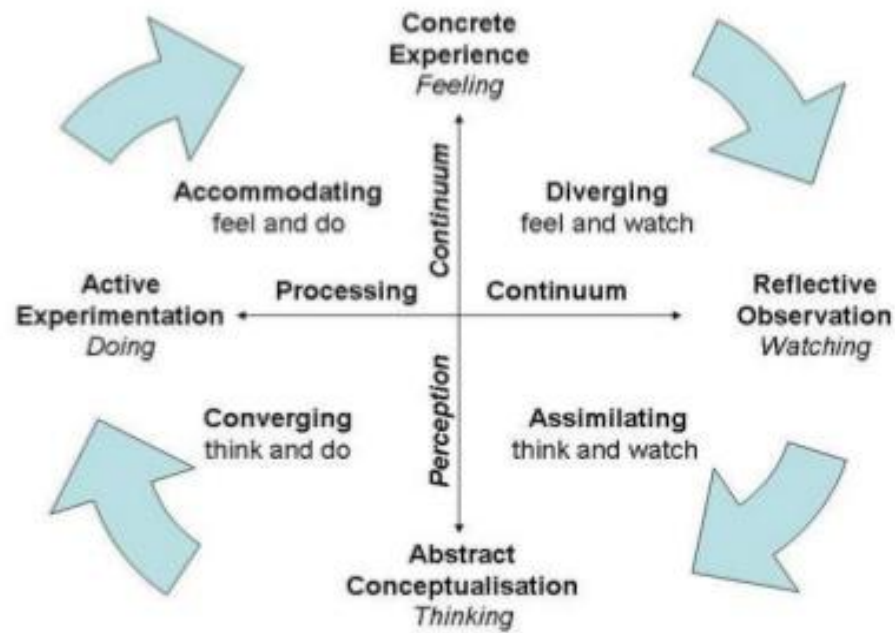 Concrete
Experience
Feeling
Continuum
Accommodating
feel and do
Diverging
feel and watch
Active
Experimentation
Doing
Processing
Continuum
Reflective
Observation
Watching
Perception
Converging
think and do
Assimilating
think and watch
Abstract
Conceptualisation
Thinking